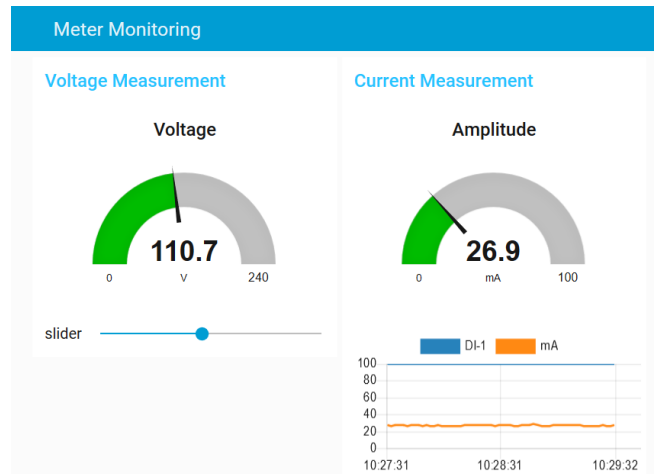 Meter Monitoring
Voltage Measurement
Voltage
110.7
0 V 240
slider
Current Measurement
Amplitude
26.9
0 mA 100
DI-1 mA
100
80
60
40
20
0
10:27:31 10:28:31 10:29:32